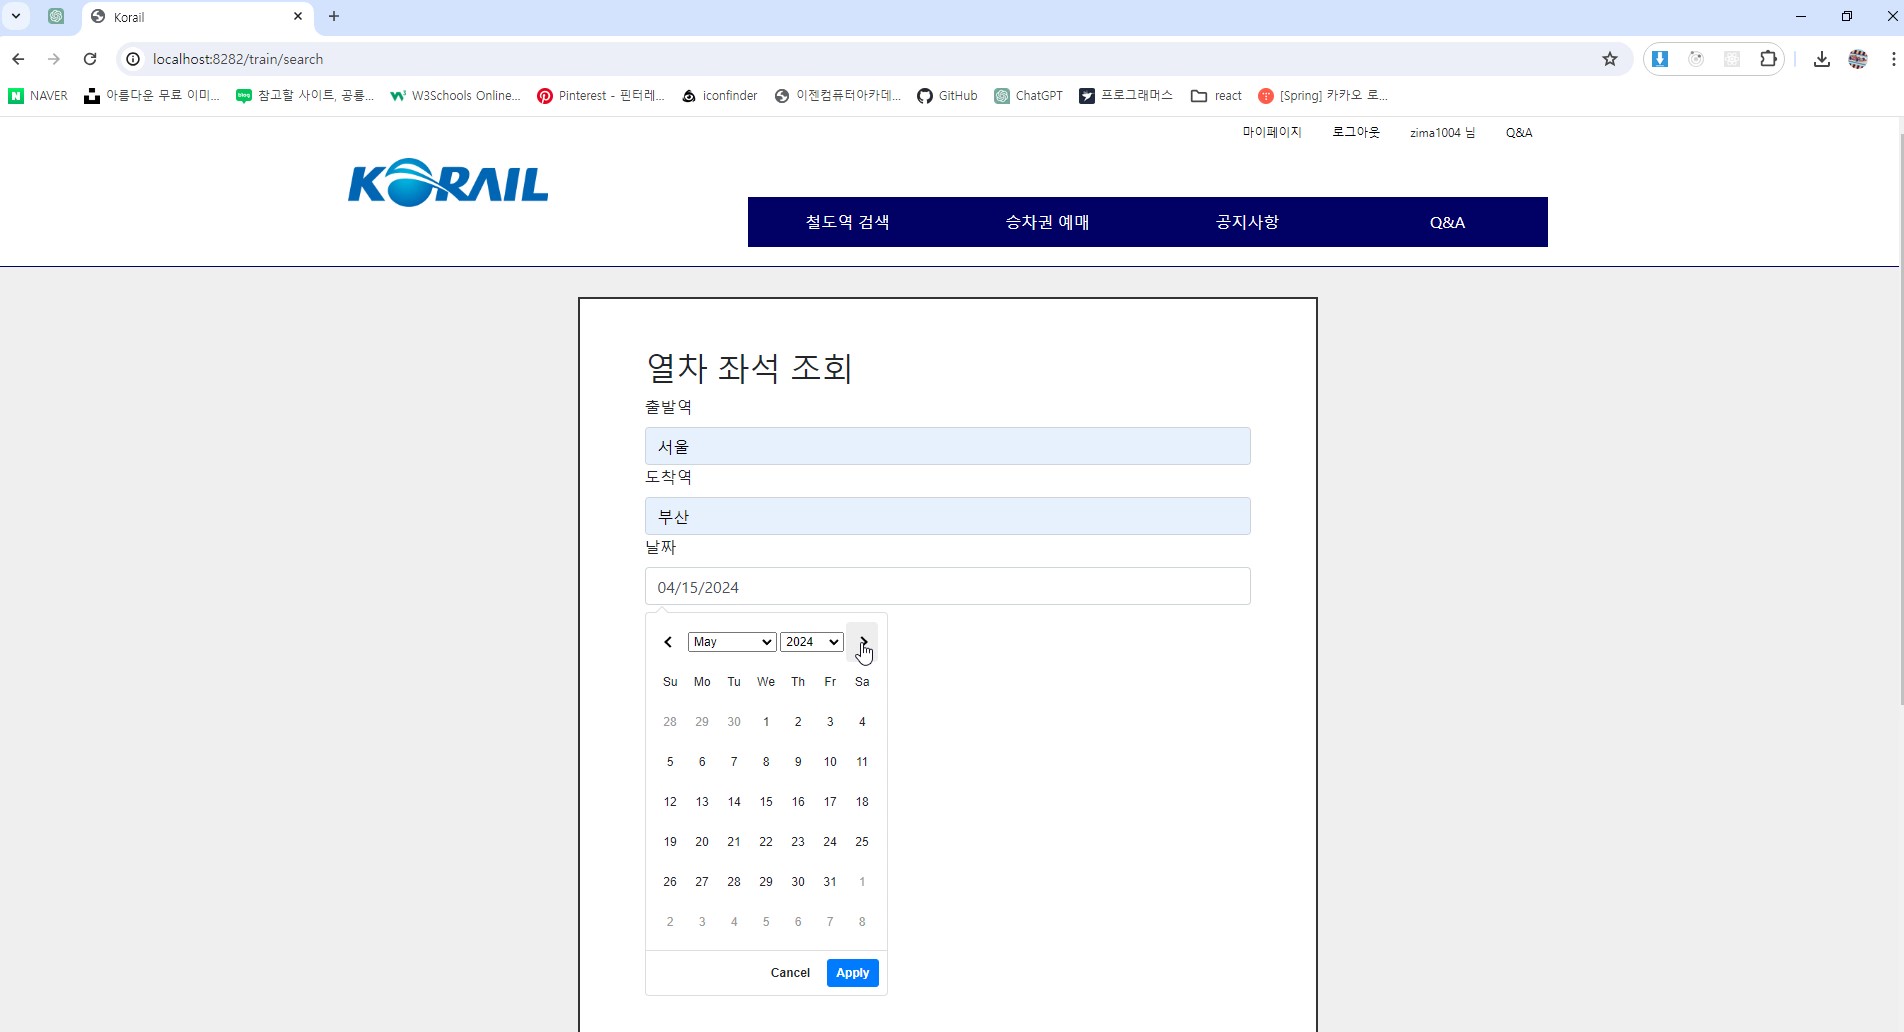 Korail
localhost:8282/train/search
NAVER 아름다운 무료 이미... 참고할 사이트, 공룡... W3Schools Online... Pinterest - 핀터레... iconfinder 이젠컴퓨터아카데... GitHub ChatGPT 프로그래머스 react [Spring] 카카오 로...
마이페이지 로그아웃 zima1004 님 Q&A
KORAIL
철도역 검색 승차권 예매 공지사항 Q&A
열차 좌석 조회
출발역
서울
도착역
부산
날짜
04/15/2024
May 2024
Su Mo Tu We Th Fr Sa
28 29 30 1 2 3 4
5 6 7 8 9 10 11
12 13 14 15 16 17 18
19 20 21 22 23 24 25
26 27 28 29 30 31 1
2 3 4 5 6 7 8
Cancel Apply